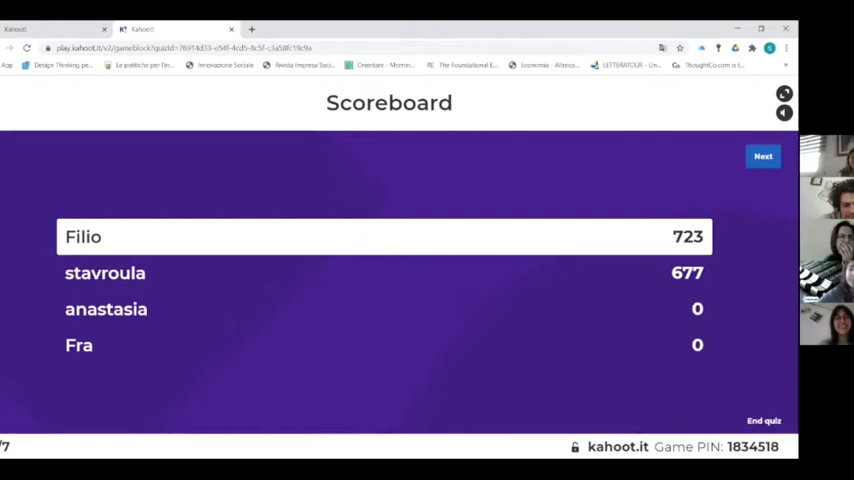 Kahoot!
Kahoot!
play.kahoot.it/v2/gameblock?quizId=76914d33-e54f-4cd5-8c5f-c3a58fc19c9a
App Design Thinking pe... Le politiche per l'in... Innovazione Sociale Rivista Impresa Soci... Orientare - Mornin... The Foundational E... Economia - Altreco... LETTERATOUR - Un... ThoughtCo.com is t...
Scoreboard
Next
Filio 723
stavroula 677
anastasia 0
Fra 0
End quiz
/7
kahoot.it Game PIN: 1834518